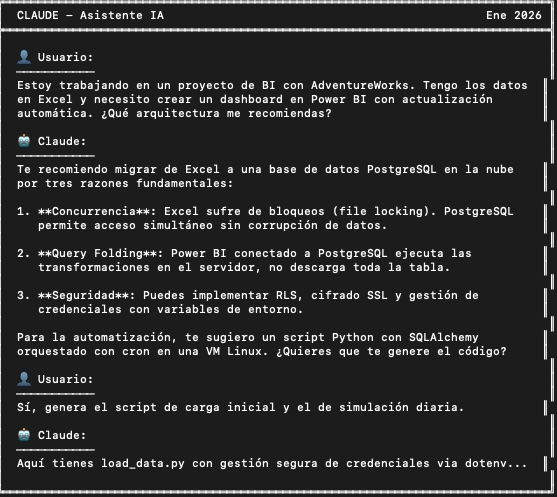 CLAUDE – Asistente IA Ene 2026
👤 Usuario:
Estoy trabajando en un proyecto de BI con AdventureWorks. Tengo los datos
en Excel y necesito crear un dashboard en Power BI con actualización
automática. ¿Qué arquitectura me recomiendas?
🤖 Claude:
Te recomiendo migrar de Excel a una base de datos PostgreSQL en la nube
por tres razones fundamentales:
1. **Concurrencia**: Excel sufre de bloqueos (file locking). PostgreSQL
permite acceso simultáneo sin corrupción de datos.
2. **Query Folding**: Power BI conectado a PostgreSQL ejecuta las
transformaciones en el servidor, no descarga toda la tabla.
3. **Seguridad**: Puedes implementar RLS, cifrado SSL y gestión de
credenciales con variables de entorno.
Para la automatización, te sugiero un script Python con SQLAlchemy
orquestado con cron en una VM Linux. ¿Quieres que te genere el código?
👤 Usuario:
Sí, genera el script de carga inicial y el de simulación diaria.
🤖 Claude:
Aquí tienes load_data.py con gestión segura de credenciales via dotenv...